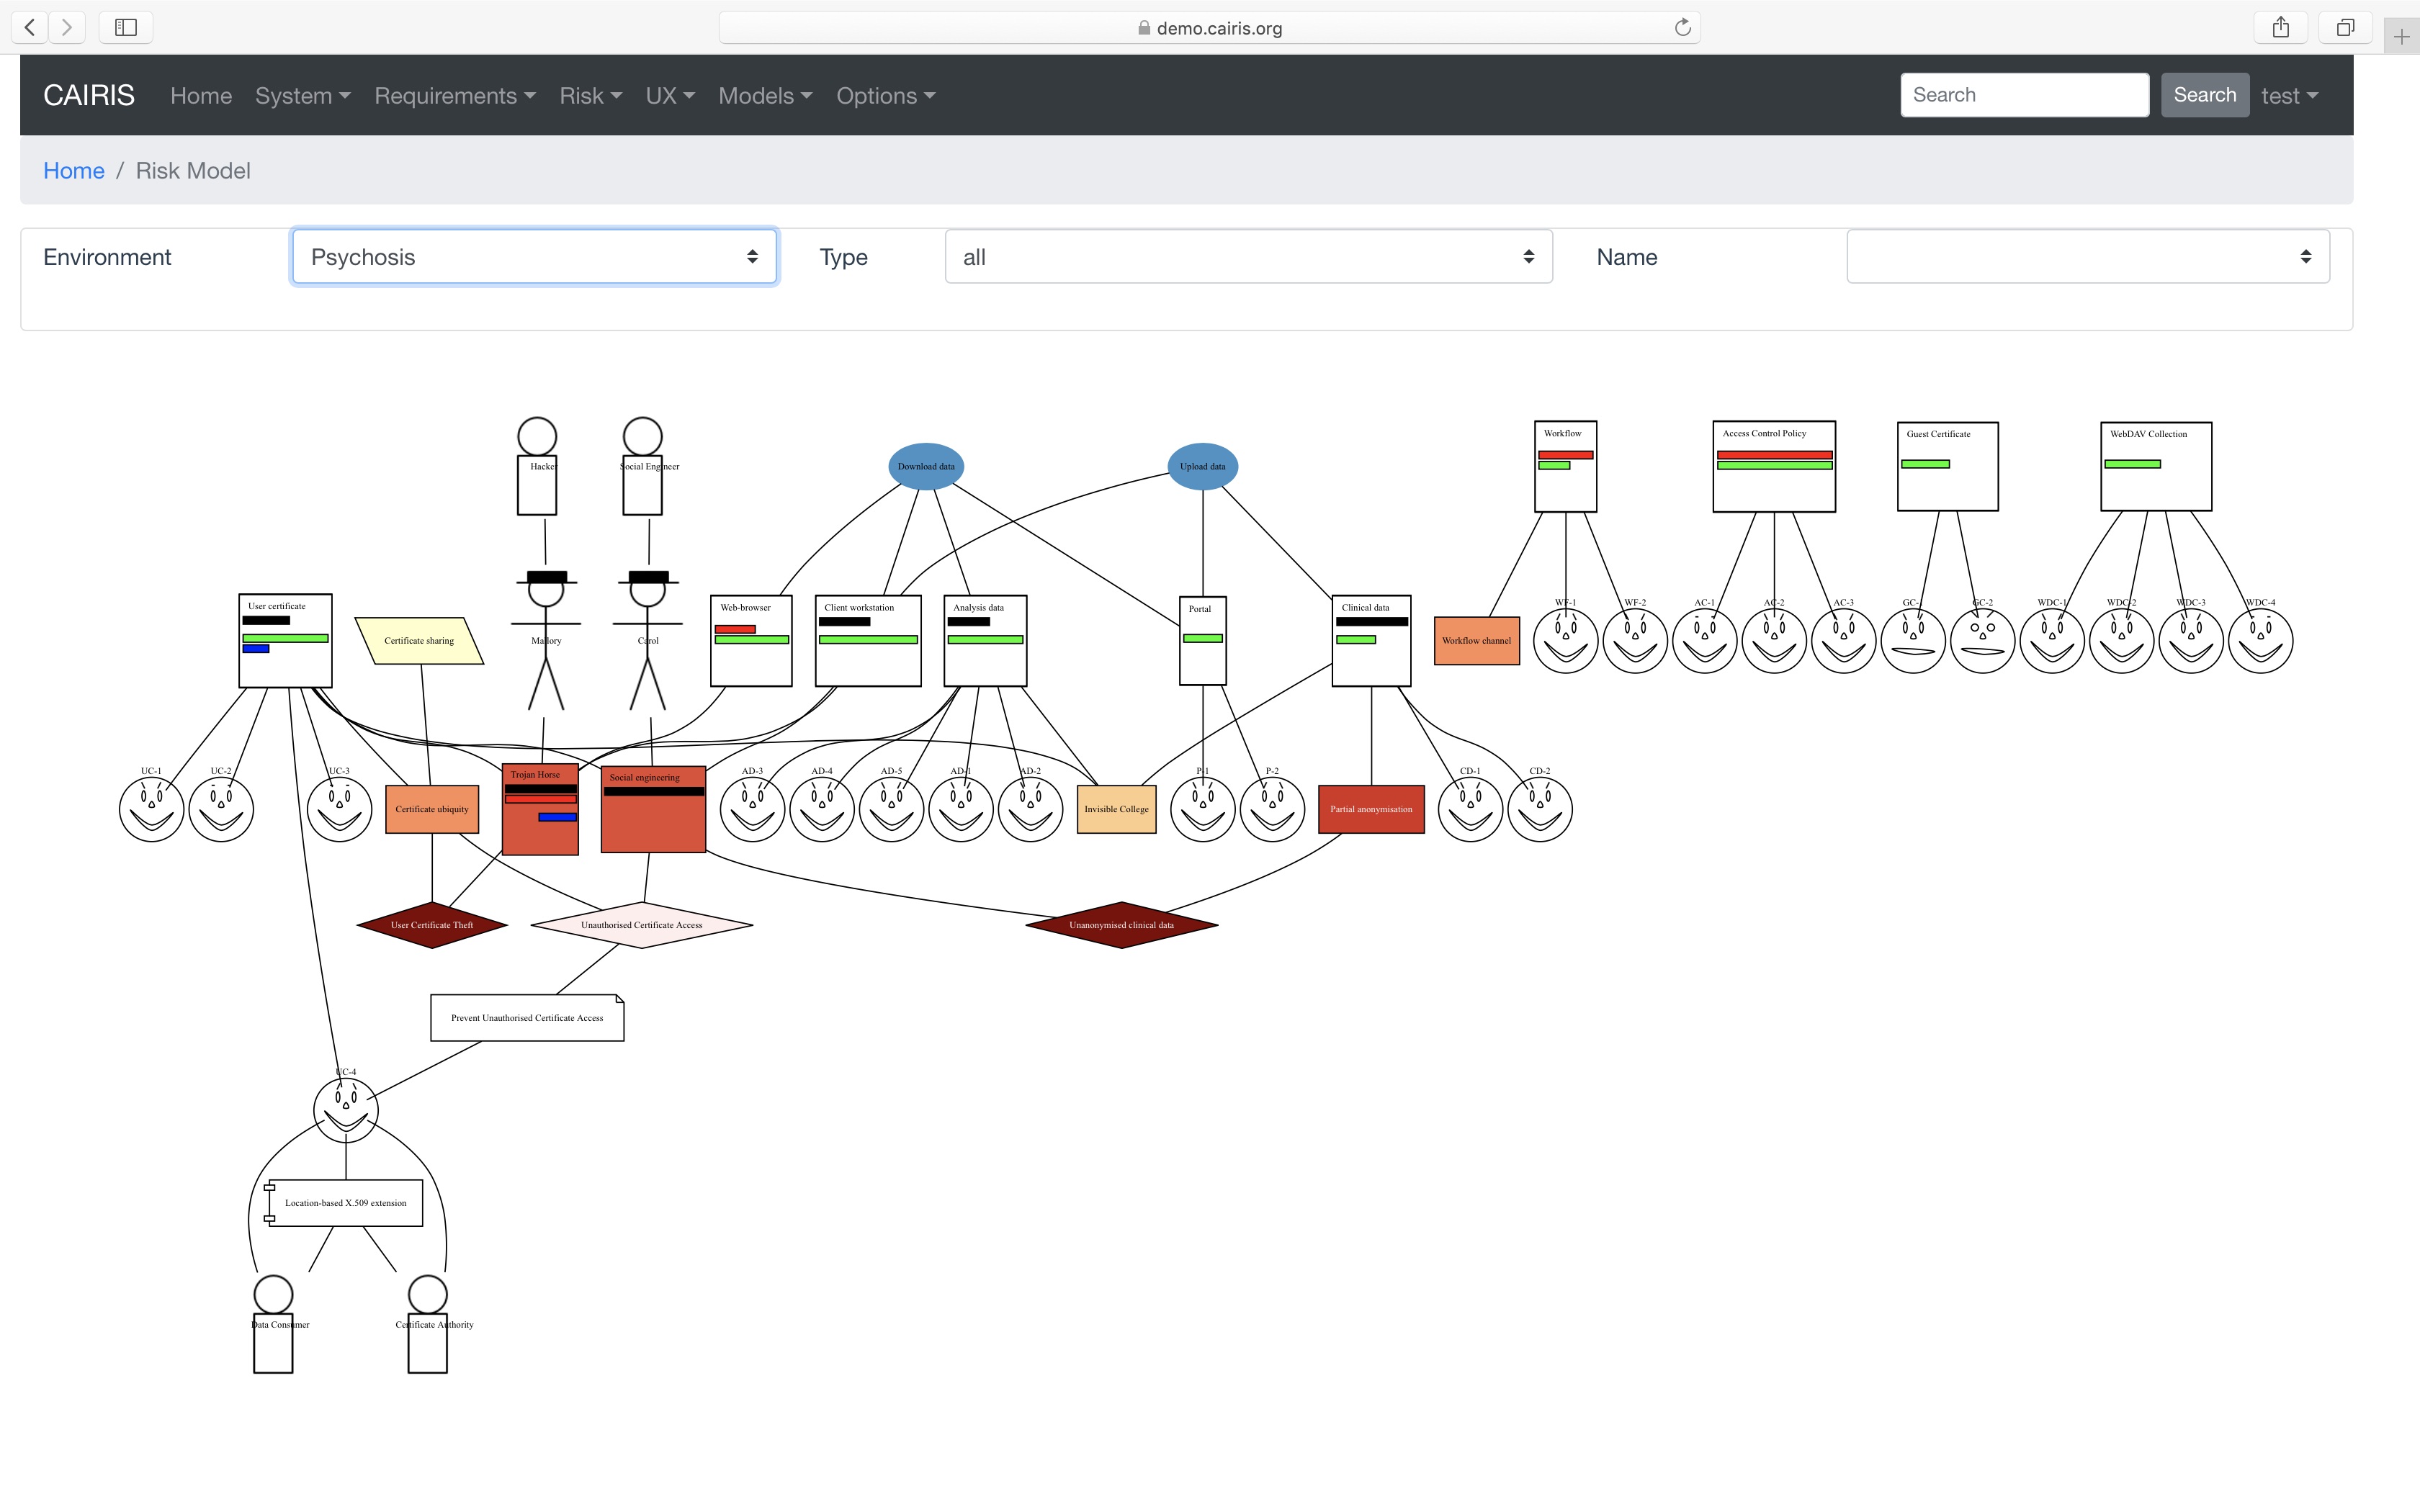 demo.cairis.org
CAIRIS Home System Requirements Risk UX Models Options Search Search test
Home / Risk Model
Environment Psychosis Type all Name
Hacker Social Engineer Download data Upload data Workflow Access Control Policy Guest Certificate WebDAV Collection
User certificate Certificate sharing Mallory Carol Web-browser Client workstation Analysis data Portal Clinical data Workflow channel WF-1 WF-2 AC-1 AC-2 AC-3 GC-1 GC-2 WDC-1 WDC-2 WDC-3 WDC-4
UC-1 UC-2 UC-3 Certificate ubiquity Trojan Horse Social engineering AD-3 AD-4 AD-5 AD-1 AD-2 Invisible College P-1 P-2 Partial anonymisation CD-1 CD-2
User Certificate Theft Unauthorised Certificate Access Unanonymised clinical data
Prevent Unauthorised Certificate Access
UC-4
Location-based X.509 extension
Data Consumer Certificate Authority